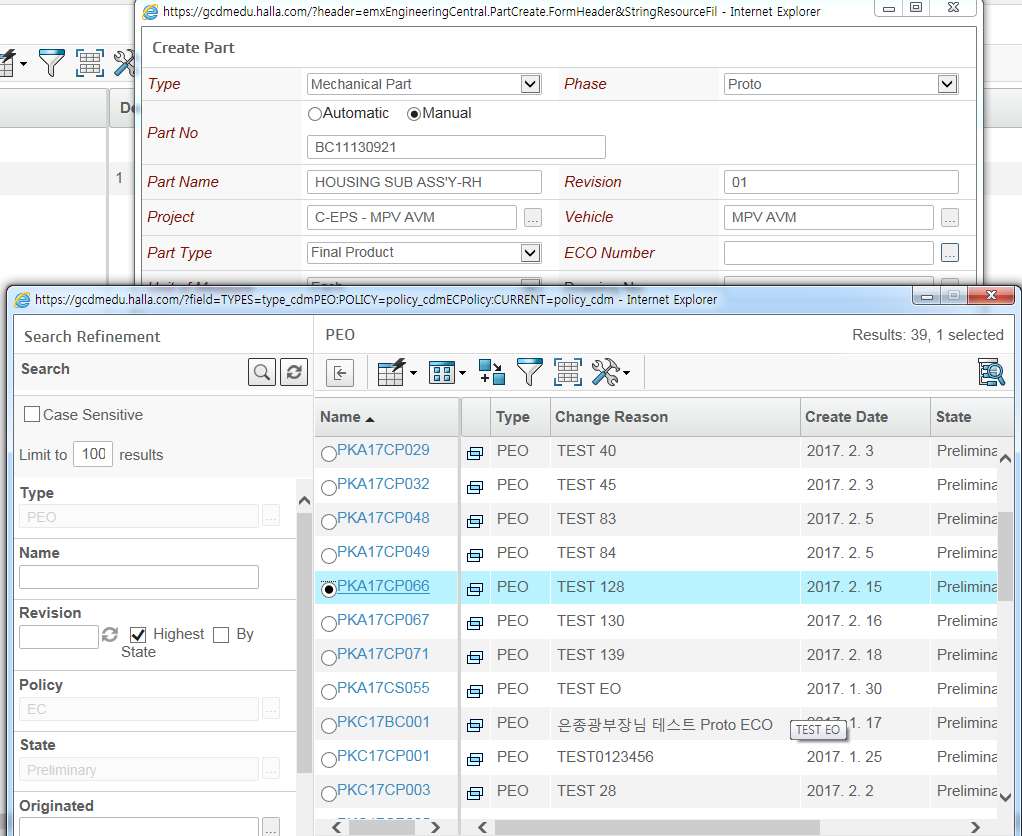 https://gcdmedu.halla.com/?header=emxEngineeringCentral.PartCreate.FormHeader&StringResourceFil - Internet Explorer
Create Part
Type Mechanical Part Phase Proto
Automatic Manual
Part No
BC11130921
Part Name HOUSING SUB ASS'Y-RH Revision 01
Project C-EPS - MPV AVM ... Vehicle MPV AVM ...
Part Type Final Product ECO Number ...
De
1
https://gcdmedu.halla.com/?field=TYPES=type_cdmPEO:POLICY=policy_cdmECPolicy:CURRENT=policy_cdm - Internet Explorer
Search Refinement
Search
Case Sensitive
Limit to 100 results
Type
PEO ...
Name
Revision
Highest By
State
Policy
EC ...
State
Preliminary ...
Originated
...
PEO Results: 39, 1 selected
Name Type Change Reason Create Date State
PKA17CP029 PEO TEST 40 2017. 2. 3 Prelimina
PKA17CP032 PEO TEST 45 2017. 2. 3 Prelimina
PKA17CP048 PEO TEST 83 2017. 2. 5 Prelimina
PKA17CP049 PEO TEST 84 2017. 2. 5 Prelimina
PKA17CP066 PEO TEST 128 2017. 2. 15 Prelimina
PKA17CP067 PEO TEST 130 2017. 2. 16 Prelimina
PKA17CP071 PEO TEST 139 2017. 2. 18 Prelimina
PKA17CS055 PEO TEST EO 2017. 1. 30 Prelimina
PKC17BC001 PEO 은종광부장님 테스트 Proto ECO 1. 17 Prelimina
TEST EO
PKC17CP001 PEO TEST0123456 2017. 1. 25 Prelimina
PKC17CP003 PEO TEST 28 2017. 2. 2 Prelimina